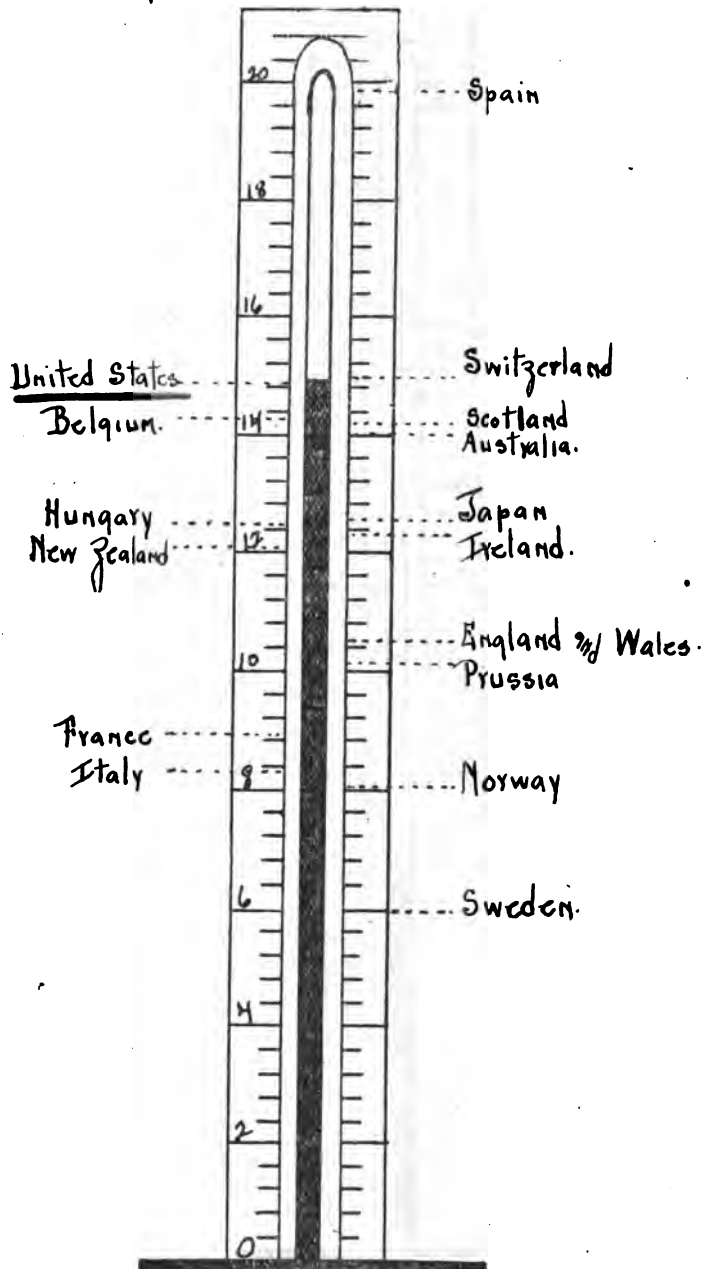 20
Spain
18
16
United States
Switzerland
Belgium.
14
Scotland
Australia.
Hungary
Japan
New Zealand
12
Ireland.
England and Wales.
10
Prussia
France
Italy
8
Norway
6
Sweden.
4
2
0